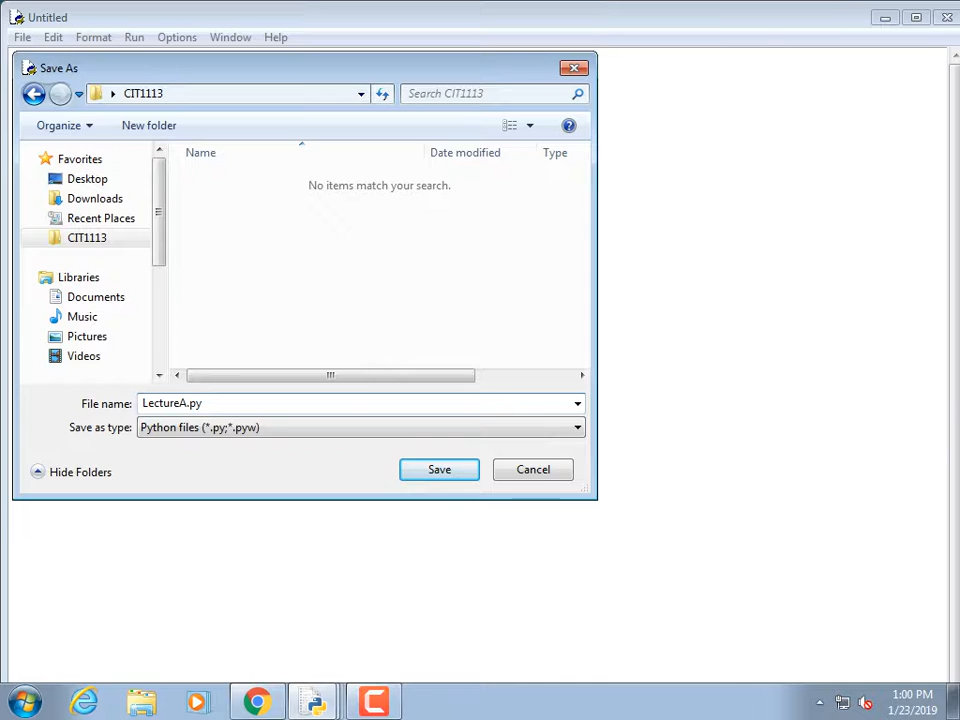 Untitled
File Edit Format Run Options Window Help
Save As
CIT1113
Search CIT1113
Organize New folder
Name Date modified Type
No items match your search.
Favorites
Desktop
Downloads
Recent Places
CIT1113
Libraries
Documents
Music
Pictures
Videos
File name: LectureA.py
Save as type: Python files (*.py;*.pyw)
Hide Folders Save Cancel
1:00 PM
1/23/2019